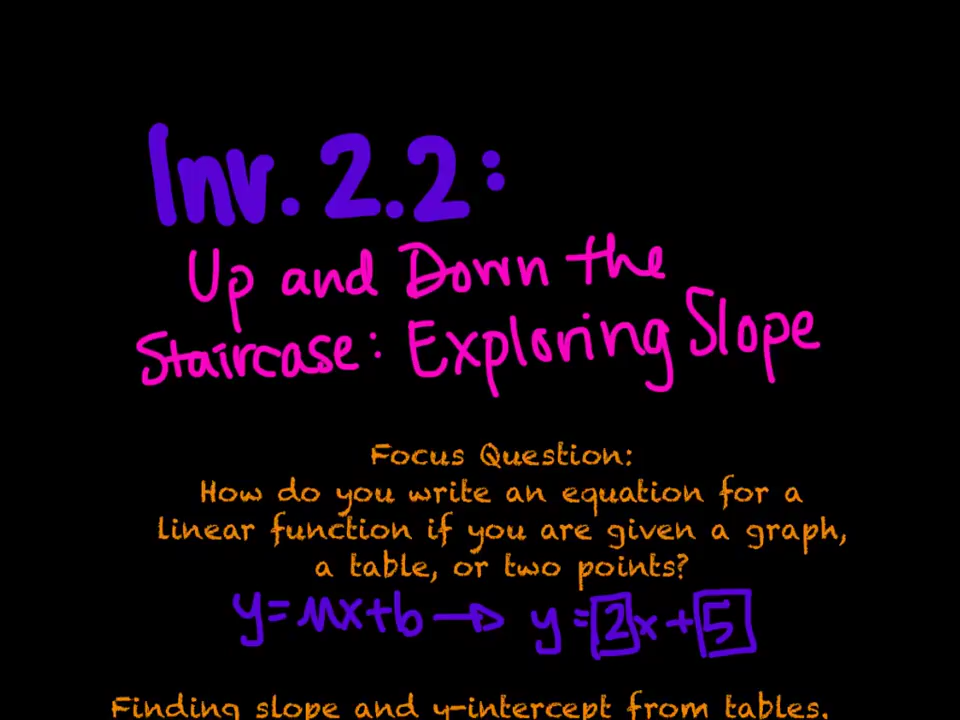 Inv. 2.2:
Up and Down the
Staircase: Exploring Slope
Focus Question:
How do you write an equation for a
linear function if you are given a graph,
a table, or two points?
y=mx+b→ y=2x+5
Finding slope and y-intercept from tables,